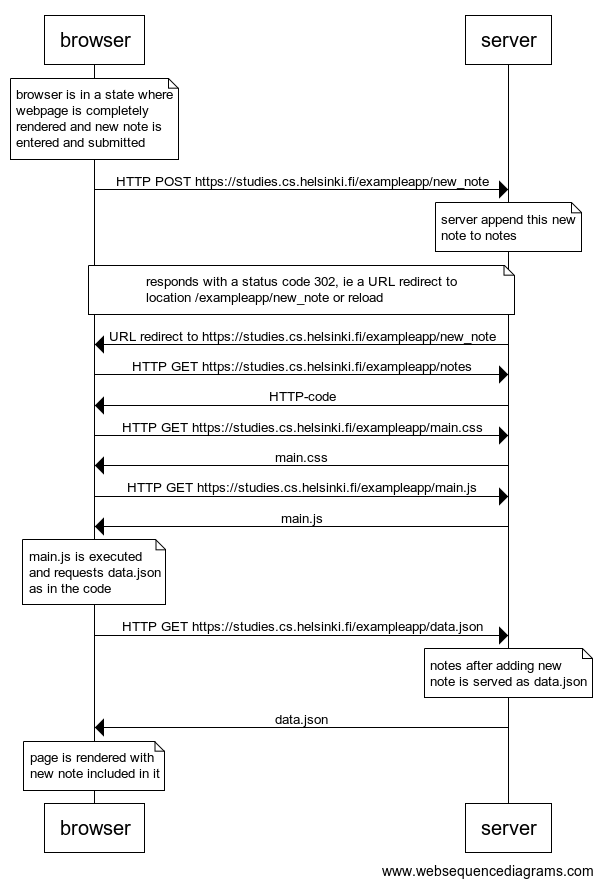 browser
server
browser is in a state where
webpage is completely
rendered and new note is
entered and submitted
HTTP POST https://studies.cs.helsinki.fi/exampleapp/new_note
server append this new
note to notes
responds with a status code 302, ie a URL redirect to
location /exampleapp/new_note or reload
URL redirect to https://studies.cs.helsinki.fi/exampleapp/new_note
HTTP GET https://studies.cs.helsinki.fi/exampleapp/notes
HTTP-code
HTTP GET https://studies.cs.helsinki.fi/exampleapp/main.css
main.css
HTTP GET https://studies.cs.helsinki.fi/exampleapp/main.js
main.js
main.js is executed
and requests data.json
as in the code
HTTP GET https://studies.cs.helsinki.fi/exampleapp/data.json
notes after adding new
note is served as data.json
data.json
page is rendered with
new note included in it
browser
server
www.websequencediagrams.com